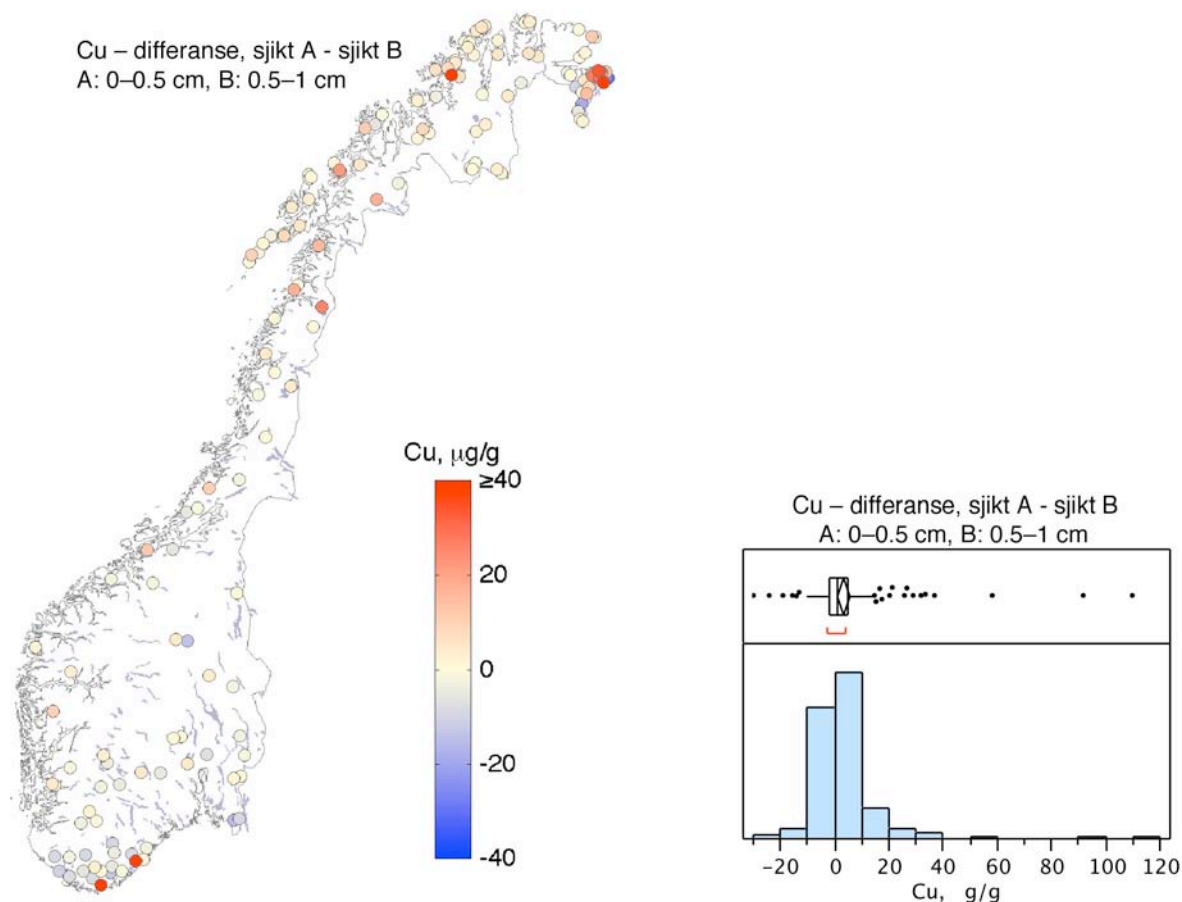 Cu – differanse, sjikt A - sjikt B
A: 0–0.5 cm, B: 0.5–1 cm
Cu, μg/g
≥40
20
0
-20
-40
Cu – differanse, sjikt A - sjikt B
A: 0–0.5 cm, B: 0.5–1 cm
−20 0 20 40 60 80 100 120
Cu, g/g